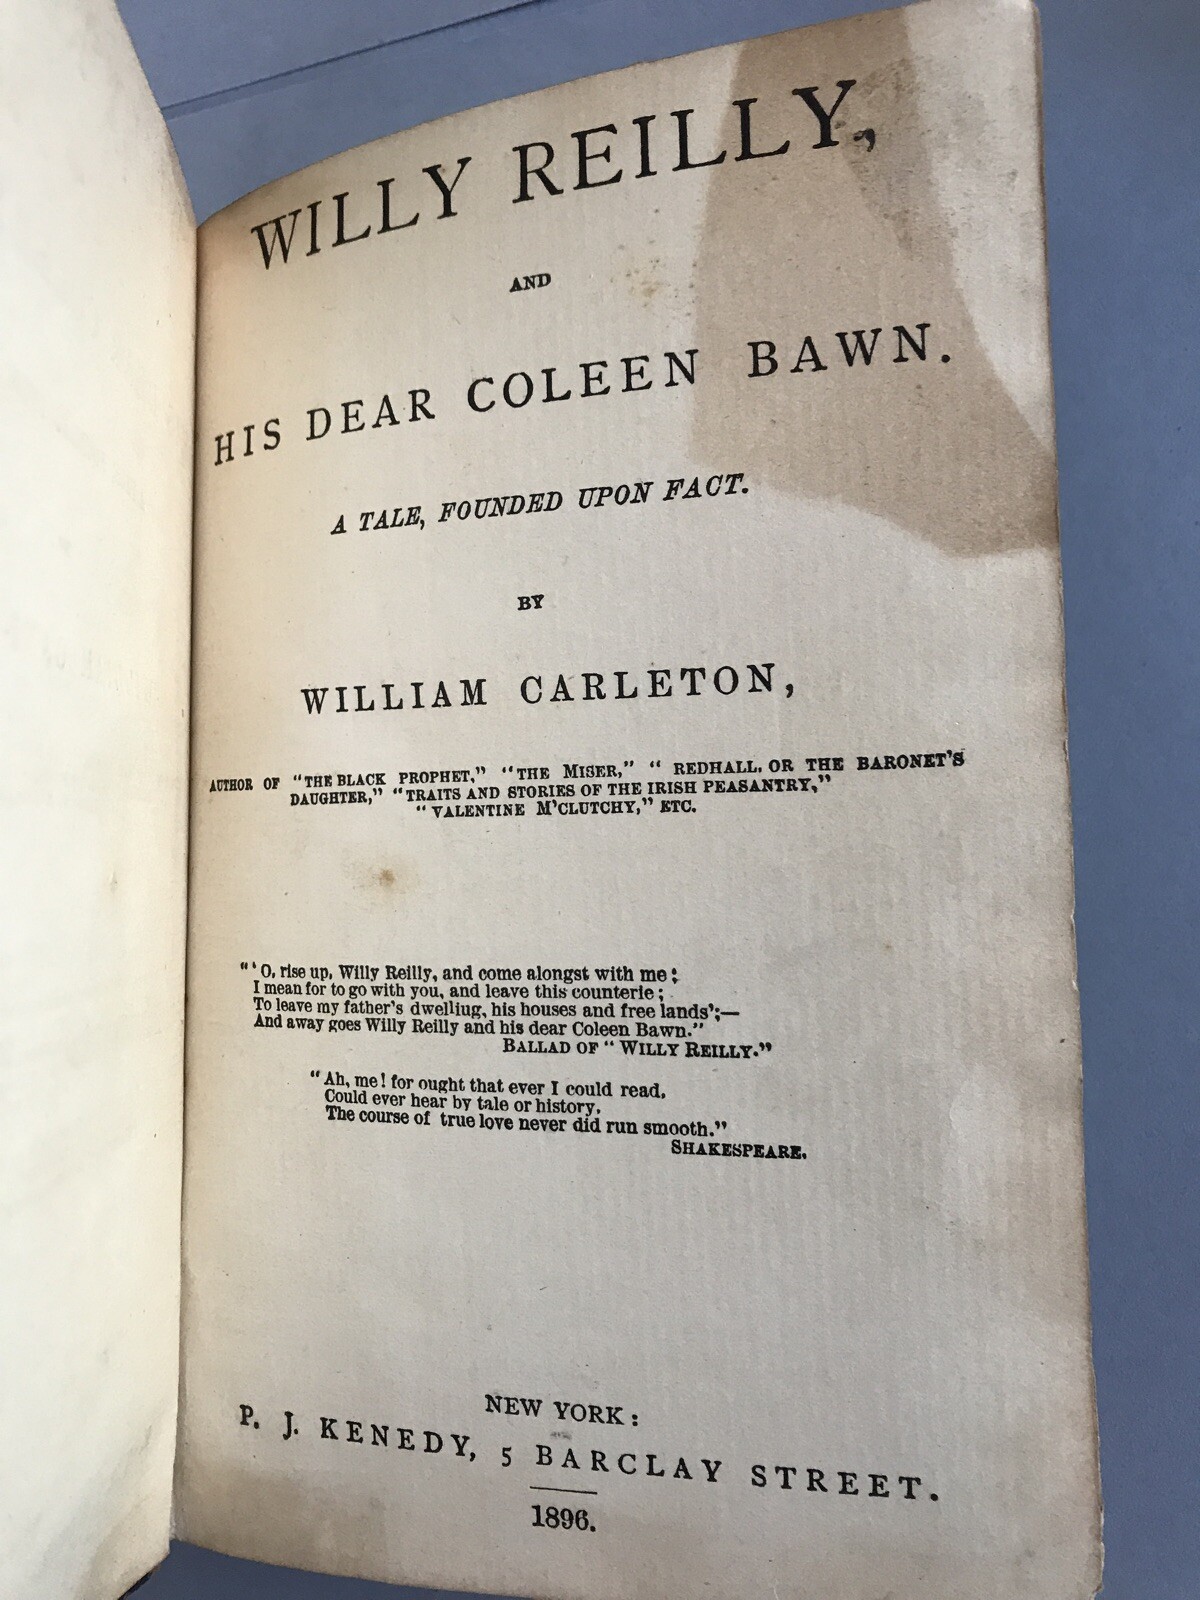 WILLY REILLY,
AND
HIS DEAR COLEEN BAWN.
A TALE, FOUNDED UPON FACT.
BY
WILLIAM CARLETON,
AUTHOR OF "THE BLACK PROPHET," "THE MISER," " REDHALL, OR THE BARONET'S
DAUGHTER," "TRAITS AND STORIES OF THE IRISH PEASANTRY,"
"VALENTINE M'CLUTCHY," ETC.
"'O, rise up, Willy Reilly, and come alongst with me;
I mean for to go with you, and leave this counterie;
To leave my father's dwelliug, his houses and free lands';—
And away goes Willy Reilly and his dear Coleen Bawn."
BALLAD OF "WILLY REILLY."
"Ah, me! for ought that ever I could read,
Could ever hear by tale or history,
The course of true love never did run smooth."
SHAKESPEARE.
NEW YORK:
P. J. KENEDY, 5 BARCLAY STREET.
1896.